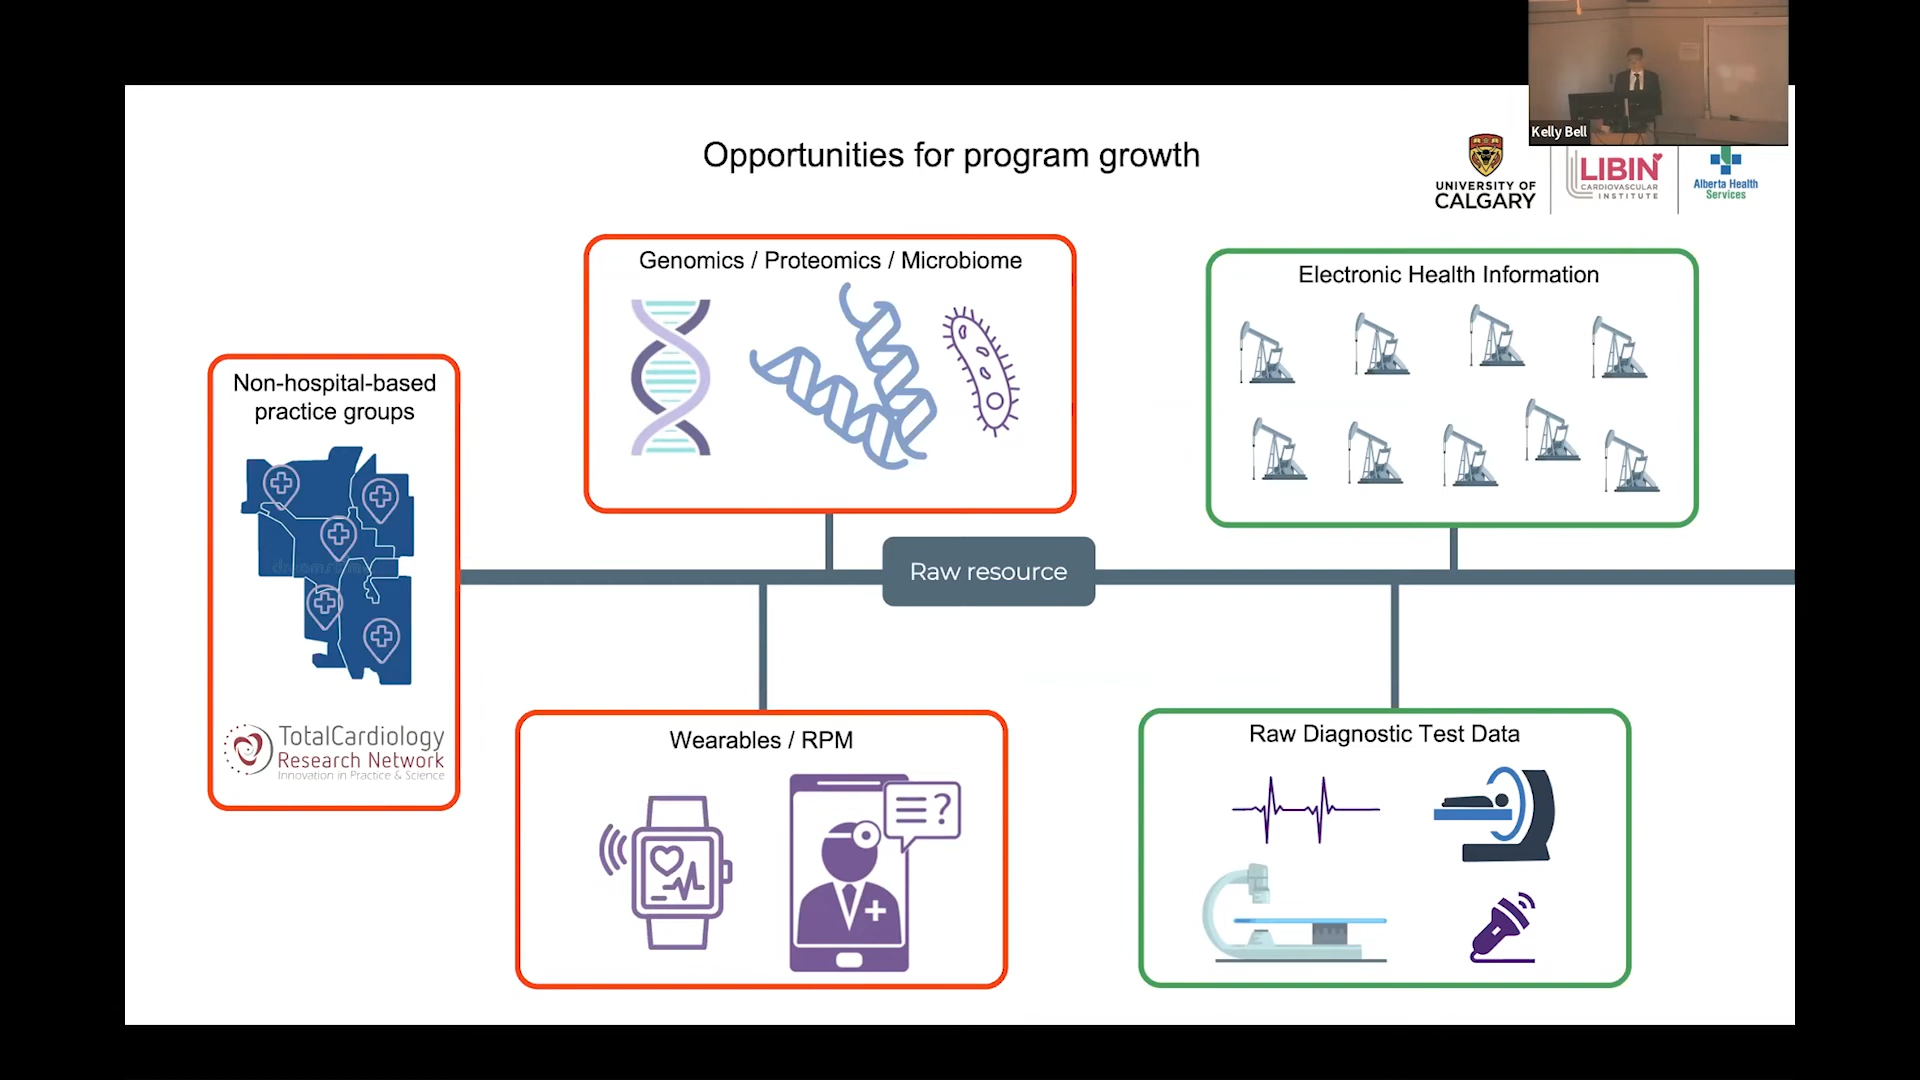 Kelly Bell
Opportunities for program growth
UNIVERSITY OF
CALGARY
LIBIN
CARDIOVASCULAR
INSTITUTE
Alberta Health
Services
Genomics / Proteomics / Microbiome
Electronic Health Information
Non-hospital-based
practice groups
Raw resource
TotalCardiology
Research Network
Innovation in Practice & Science
Wearables / RPM
?
Raw Diagnostic Test Data